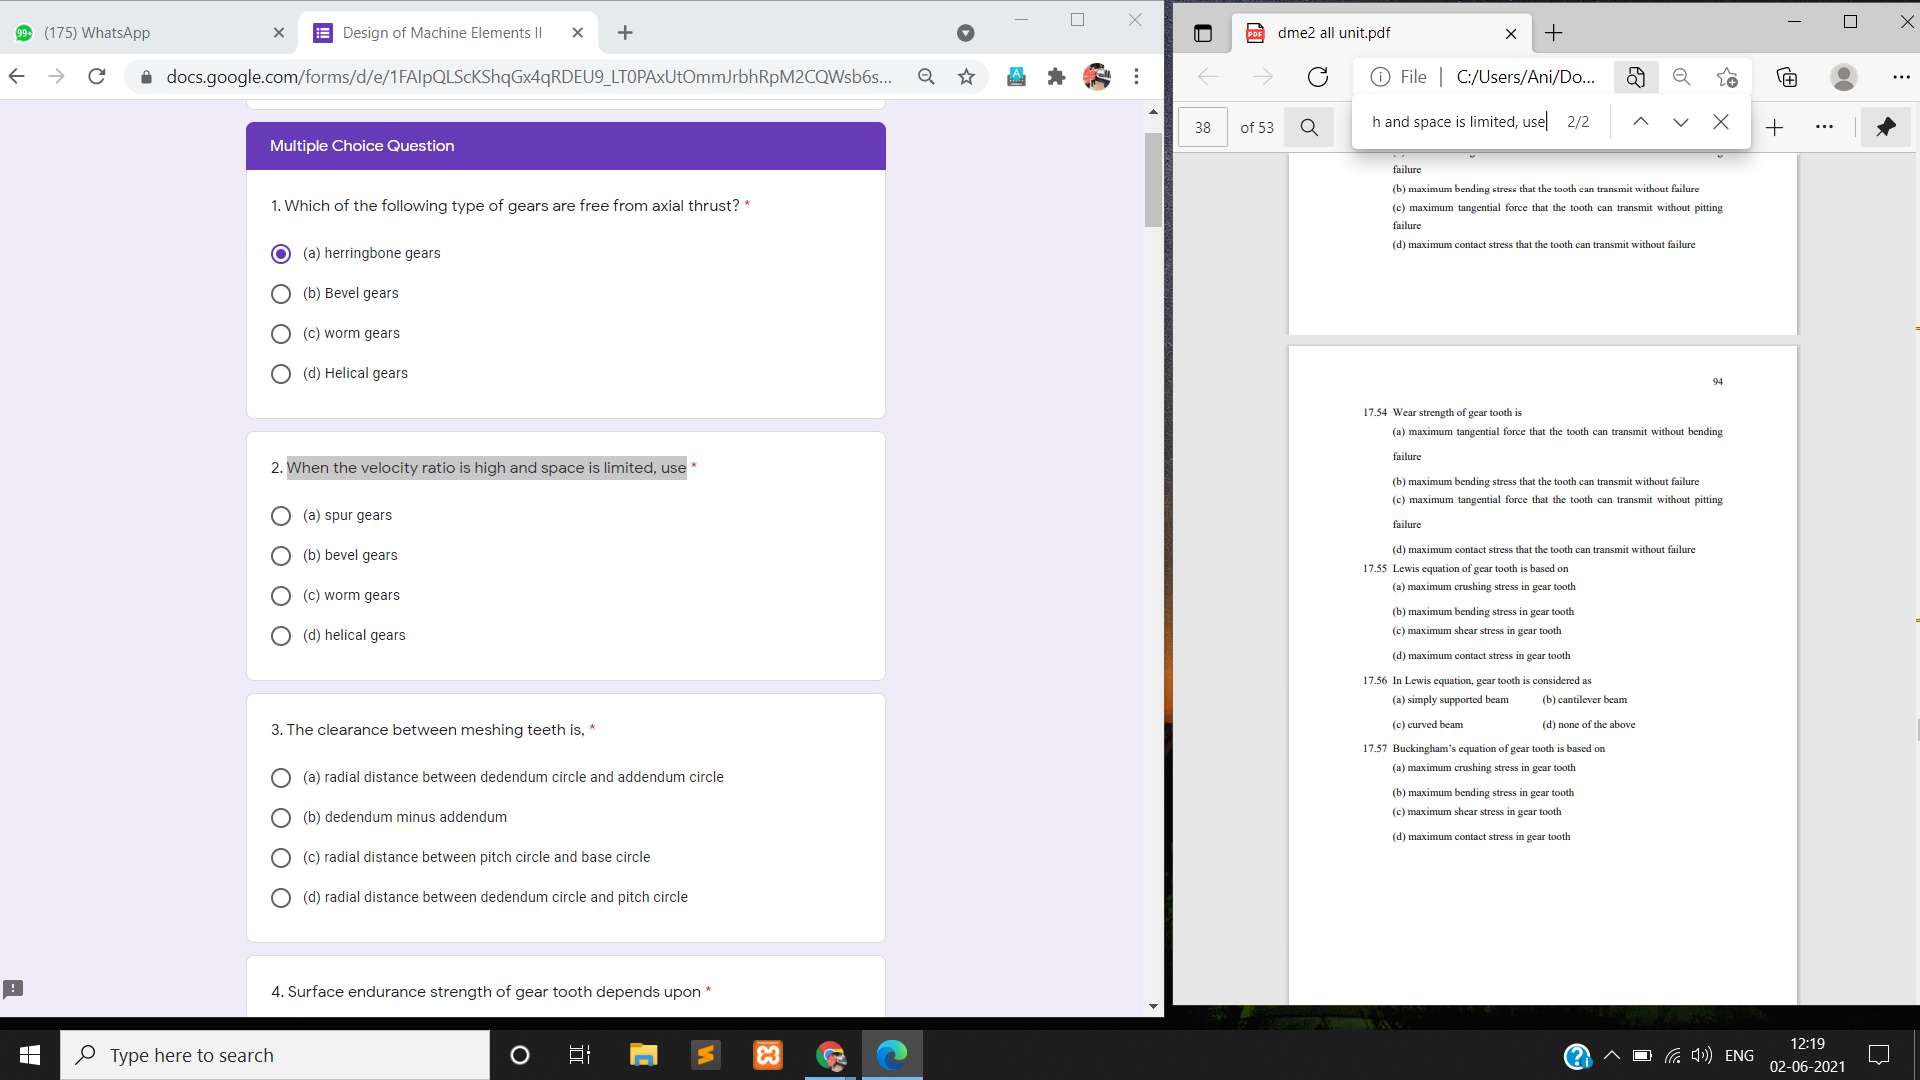 (175) WhatsApp
Design of Machine Elements II
docs.google.com/forms/d/e/1FAIpQLScKShqGx4qRDEU9_LT0PAxUtOmmJrbhRpM2CQWsb6s...
Multiple Choice Question
1. Which of the following type of gears are free from axial thrust? *
(a) herringbone gears
(b) Bevel gears
(c) worm gears
(d) Helical gears
2. When the velocity ratio is high and space is limited, use *
(a) spur gears
(b) bevel gears
(c) worm gears
(d) helical gears
3. The clearance between meshing teeth is, *
(a) radial distance between dedendum circle and addendum circle
(b) dedendum minus addendum
(c) radial distance between pitch circle and base circle
(d) radial distance between dedendum circle and pitch circle
4. Surface endurance strength of gear tooth depends upon *
dme2 all unit.pdf
File C:/Users/Ani/Do...
38 of 53
h and space is limited, use 2/2
failure
(b) maximum bending stress that the tooth can transmit without failure
(c) maximum tangential force that the tooth can transmit without pitting
failure
(d) maximum contact stress that the tooth can transmit without failure
94
17.54 Wear strength of gear tooth is
(a) maximum tangential force that the tooth can transmit without bending
failure
(b) maximum bending stress that the tooth can transmit without failure
(c) maximum tangential force that the tooth can transmit without pitting
failure
(d) maximum contact stress that the tooth can transmit without failure
17.55 Lewis equation of gear tooth is based on
(a) maximum crushing stress in gear tooth
(b) maximum bending stress in gear tooth
(c) maximum shear stress in gear tooth
(d) maximum contact stress in gear tooth
17.56 In Lewis equation, gear tooth is considered as
(a) simply supported beam (b) cantilever beam
(c) curved beam (d) none of the above
17.57 Buckingham's equation of gear tooth is based on
(a) maximum crushing stress in gear tooth
(b) maximum bending stress in gear tooth
(c) maximum shear stress in gear tooth
(d) maximum contact stress in gear tooth
Type here to search
ENG
12:19
02-06-2021